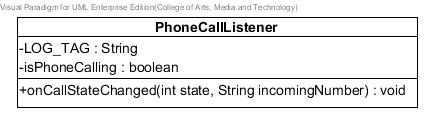 Visual Paradigm for UML Enterprise Edition(College of Arts, Media and Technology)
PhoneCallListener
-LOG_TAG : String
-isPhoneCalling : boolean
+onCallStateChanged(int state, String incomingNumber) : void